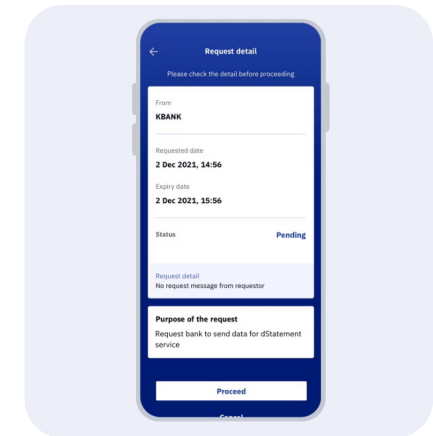 Request detail
Please check the detail before proceeding
From
KBANK
Requested date
2 Dec 2021, 14:56
Expiry date
2 Dec 2021, 15:56
Status
Pending
Request detail
No request message from requestor
Purpose of the request
Request bank to send data for dStatement
service
Proceed
Cancel